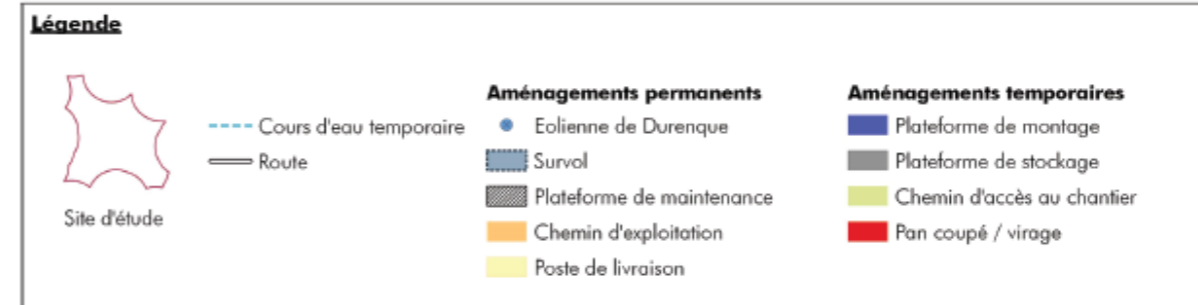 Légende
Site d'étude
Cours d'eau temporaire
Route
Aménagements permanents
Eolienne de Durenque
Survol
Plateforme de maintenance
Chemin d'exploitation
Poste de livraison
Aménagements temporaires
Plateforme de montage
Plateforme de stockage
Chemin d'accès au chantier
Pan coupé / virage